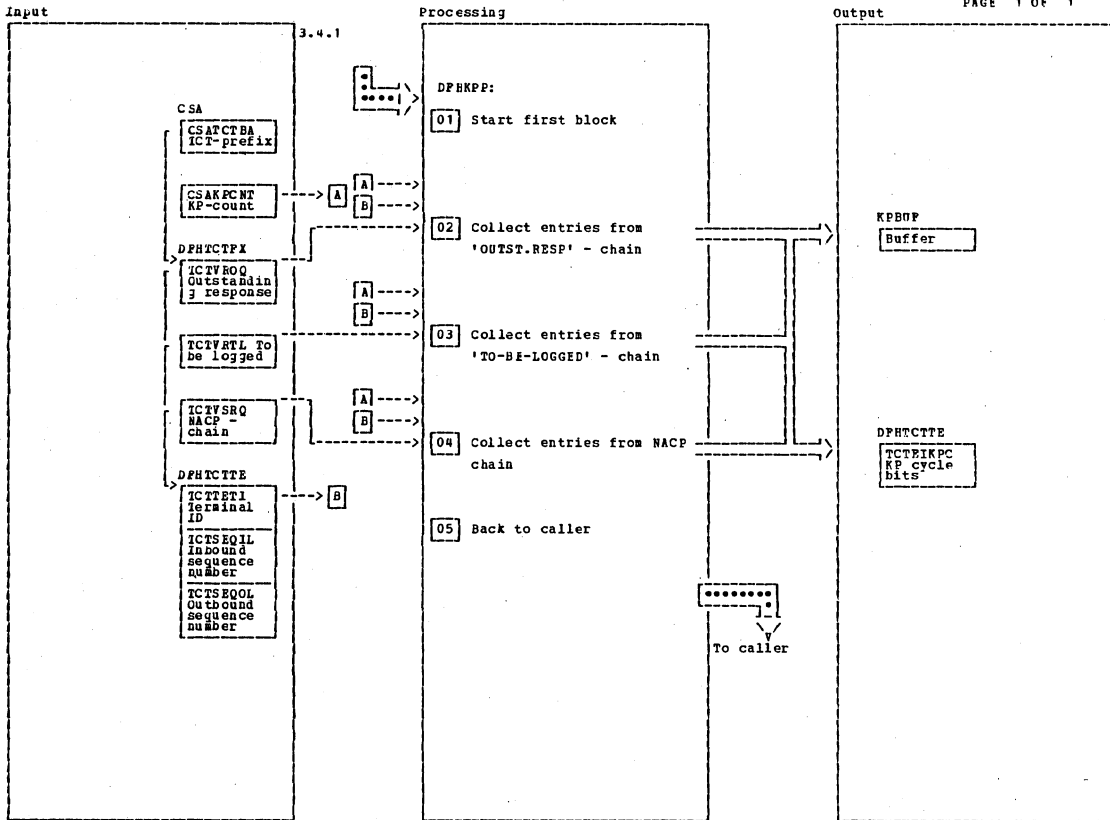 PAGE 1 OF 1
Input
Processing
Output
3.4.1
CSA
CSATCTBA
TCT-prefix
CSAKPCNT
KP-count
A
DFHTCTPX
TCTVROQ
Outstandin
g response
TCTVRTL To
be logged
TCTVSRQ
NACP -
chain
DFHTCTTE
TCTTETI
Terminal
ID
B
TCTSEQIL
Inbound
sequence
number
TCTSEQOL
Outbound
sequence
number
DFHKPP:
01 Start first block
A
B
02 Collect entries from
'OUTST.RESP' - chain
A
B
03 Collect entries from
'TO-BE-LOGGED' - chain
A
B
04 Collect entries from NACP
chain
05 Back to caller
To caller
KPBUF
Buffer
DFHTCTTE
TCTEIKPC
KP cycle
bits